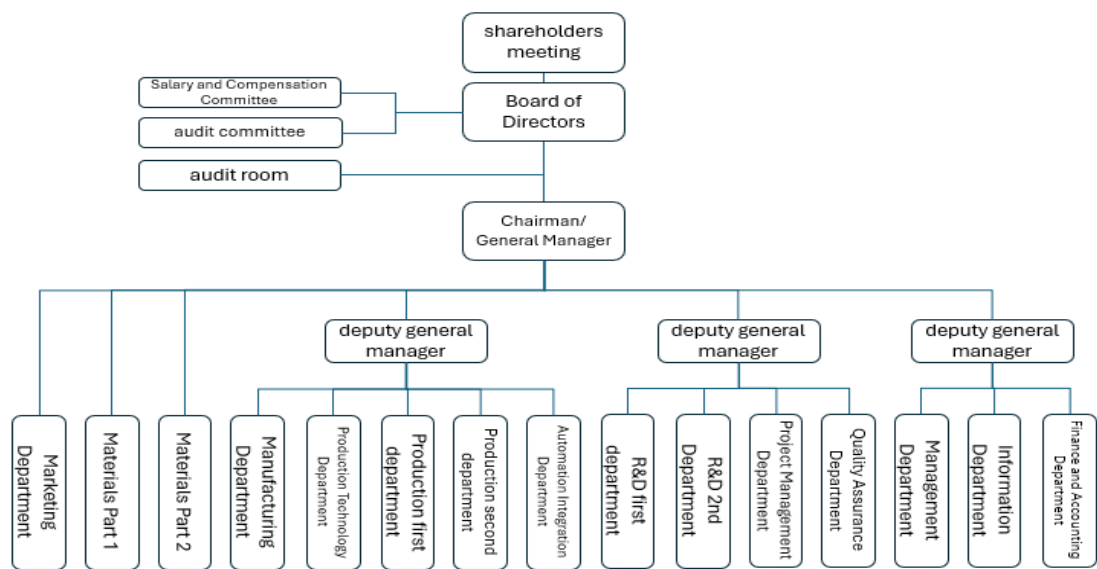 shareholders
meeting
Salary and Compensation
Committee
Board of
Directors
audit committee
audit room
Chairman/
General Manager
deputy general
manager
deputy general
manager
deputy general
manager
Marketing
Department
Materials Part 1
Materials Part 2
Manufacturing
Department
Production Technology
Department
Production first
department
Production second
department
Automation Integration
Department
R&D first
department
R&D 2nd
Department
Project Management
Department
Quality Assurance
Department
Management
Department
Information
Department
Finance and Accounting
Department